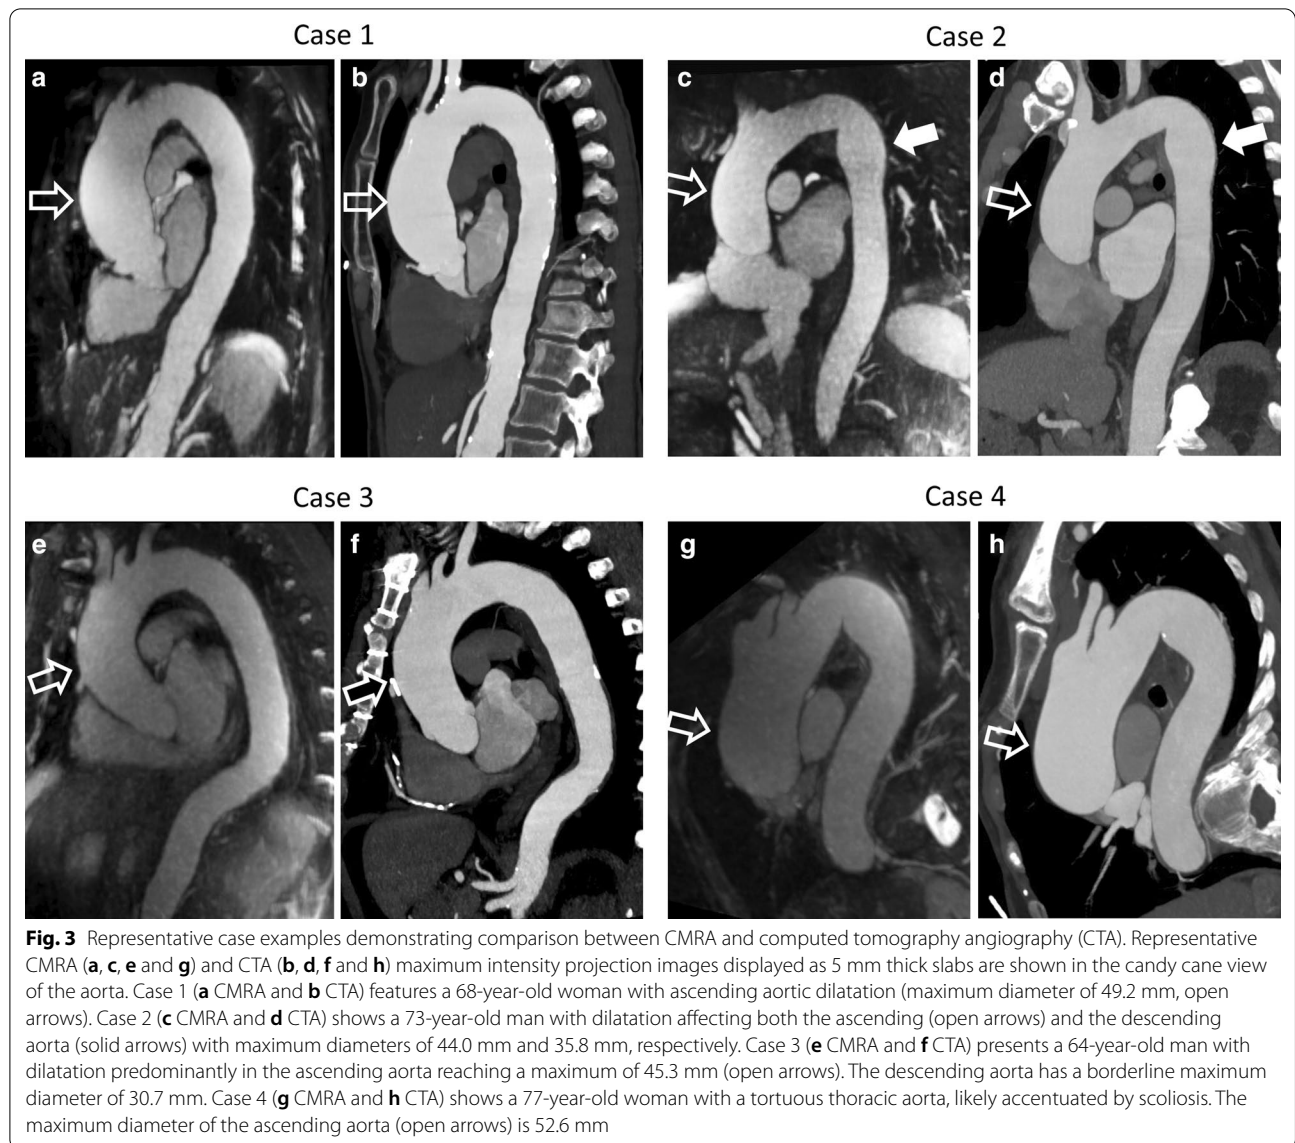 Case 1
Case 2
a
b
c
d
Case 3
Case 4
e
f
g
h
Fig. 3 Representative case examples demonstrating comparison between CMRA and computed tomography angiography (CTA). Representative
CMRA (a, c, e and g) and CTA (b, d, f and h) maximum intensity projection images displayed as 5 mm thick slabs are shown in the candy cane view
of the aorta. Case 1 (a CMRA and b CTA) features a 68-year-old woman with ascending aortic dilatation (maximum diameter of 49.2 mm, open
arrows). Case 2 (c CMRA and d CTA) shows a 73-year-old man with dilatation affecting both the ascending (open arrows) and the descending
aorta (solid arrows) with maximum diameters of 44.0 mm and 35.8 mm, respectively. Case 3 (e CMRA and f CTA) presents a 64-year-old man with
dilatation predominantly in the ascending aorta reaching a maximum of 45.3 mm (open arrows). The descending aorta has a borderline maximum
diameter of 30.7 mm. Case 4 (g CMRA and h CTA) shows a 77-year-old woman with a tortuous thoracic aorta, likely accentuated by scoliosis. The
maximum diameter of the ascending aorta (open arrows) is 52.6 mm